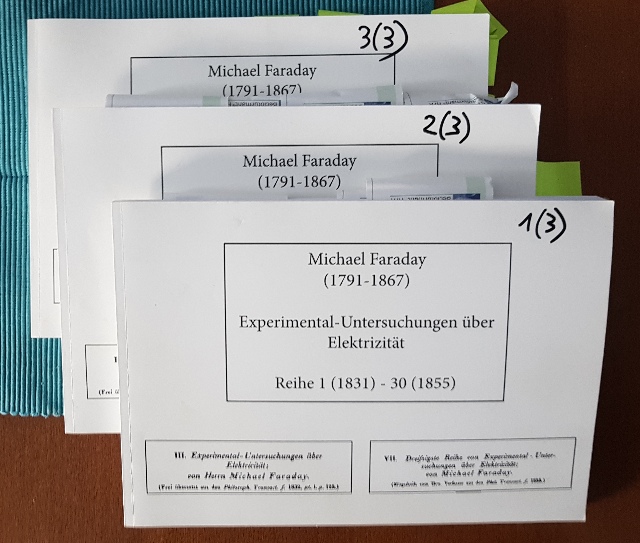 3(3)
Michael Faraday
(1791-1867)
2(3)
Michael Faraday
(1791-1867)
1(3)
Michael Faraday
(1791-1867)
Experimental-Untersuchungen über
Elektrizität
Reihe 1 (1831) - 30 (1855)
III. Experimental-Untersuchungen über
Elektricität;
von Herrn Michael Faraday.
VII. Dreißigste Reihe von Experimental-Unter-
suchungen über Elektricität;
von Michael Faraday.